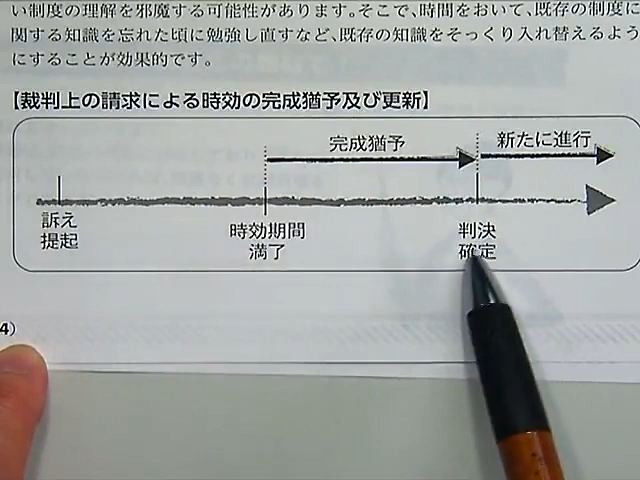 い制度の理解を邪魔する可能性があります。そこで、時間をおいて、既存の制度に
関する知識を忘れた頃に勉強し直すなど、既存の知識をそっくり入れ替えるよう
にすることが効果的です。
【裁判上の請求による時効の完成猶予及び更新】
完成猶予
新たに進行
訴え
提起
時効期間
満了
判決
確定
4)